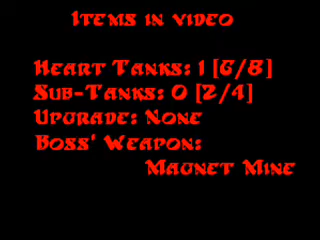 Items in video
Heart Tanks: 1 [6/8]
Sub-Tanks: 0 [2/4]
Upgrade: None
Boss' Weapon:
Magnet Mine